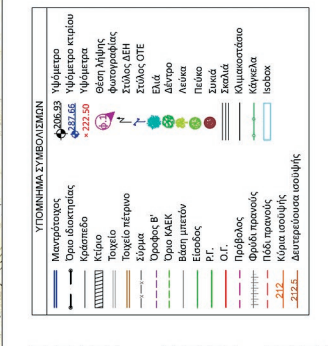 ΥΠΟΜΝΗΜΑ ΣΥΜΒΟΛΙΣΜΩΝ
Μαντρότοιχος
Όριο ιδιοκτησίας
Κράσπεδο
Κτίριο
Τοιχείο
Τοιχείο πέτρινο
Σύρμα
Όροφος Β'
Όριο ΚΑΕΚ
Βάση μπετόν
Είσοδος
Ρ.Γ.
Ο.Γ.
Πρόβολος
Φρύδι πρανούς
Πόδι πρανούς
212 Κύρια ισοϋψής
212.5 Δευτερεύουσα ισοϋψής
206.93 Υψόμετρο
287.66 Υψόμετρο κτιρίου
× 222.50 Υψόμετρα
Θέση λήψης
φωτογραφίας
Στύλος ΔΕΗ
Στύλος ΟΤΕ
Ελιά
Δέντρο
Λεύκα
Πεύκο
Συκιά
Σκαλιά
Κλιμακοστάσιο
Κάγκελα
Isobox